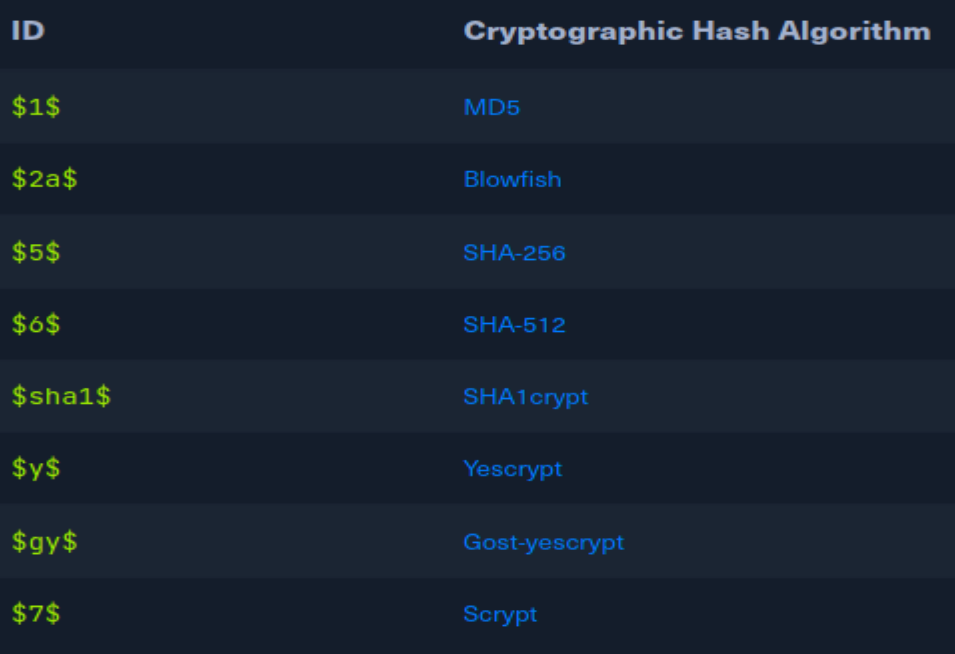 ID Cryptographic Hash Algorithm
$1$ MD5
$2a$ Blowfish
$5$ SHA-256
$6$ SHA-512
$sha1$ SHA1crypt
$y$ Yescrypt
$gy$ Gost-yescrypt
$7$ Scrypt